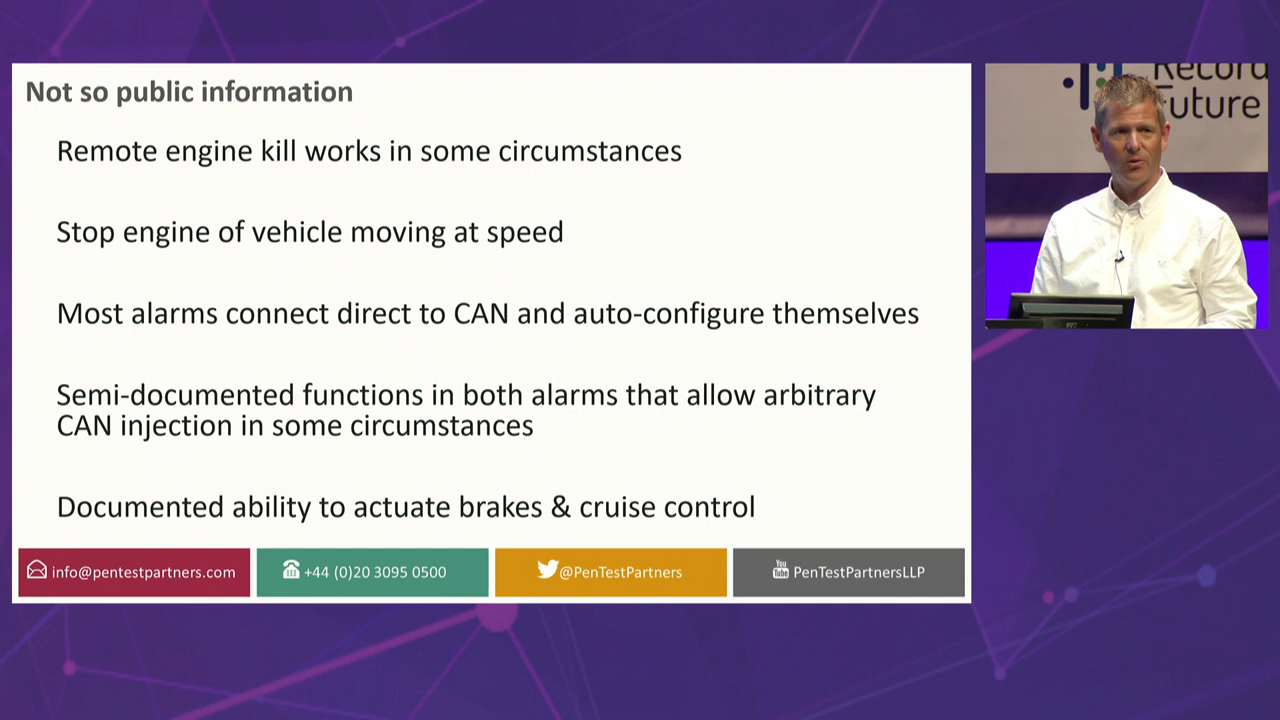 Not so public information
Remote engine kill works in some circumstances
Stop engine of vehicle moving at speed
Most alarms connect direct to CAN and auto-configure themselves
Semi-documented functions in both alarms that allow arbitrary
CAN injection in some circumstances
Documented ability to actuate brakes & cruise control
info@pentestpartners.com
+44 (0)20 3095 0500
@PenTestPartners
You Tube PenTestPartnersLLP
Record
Future